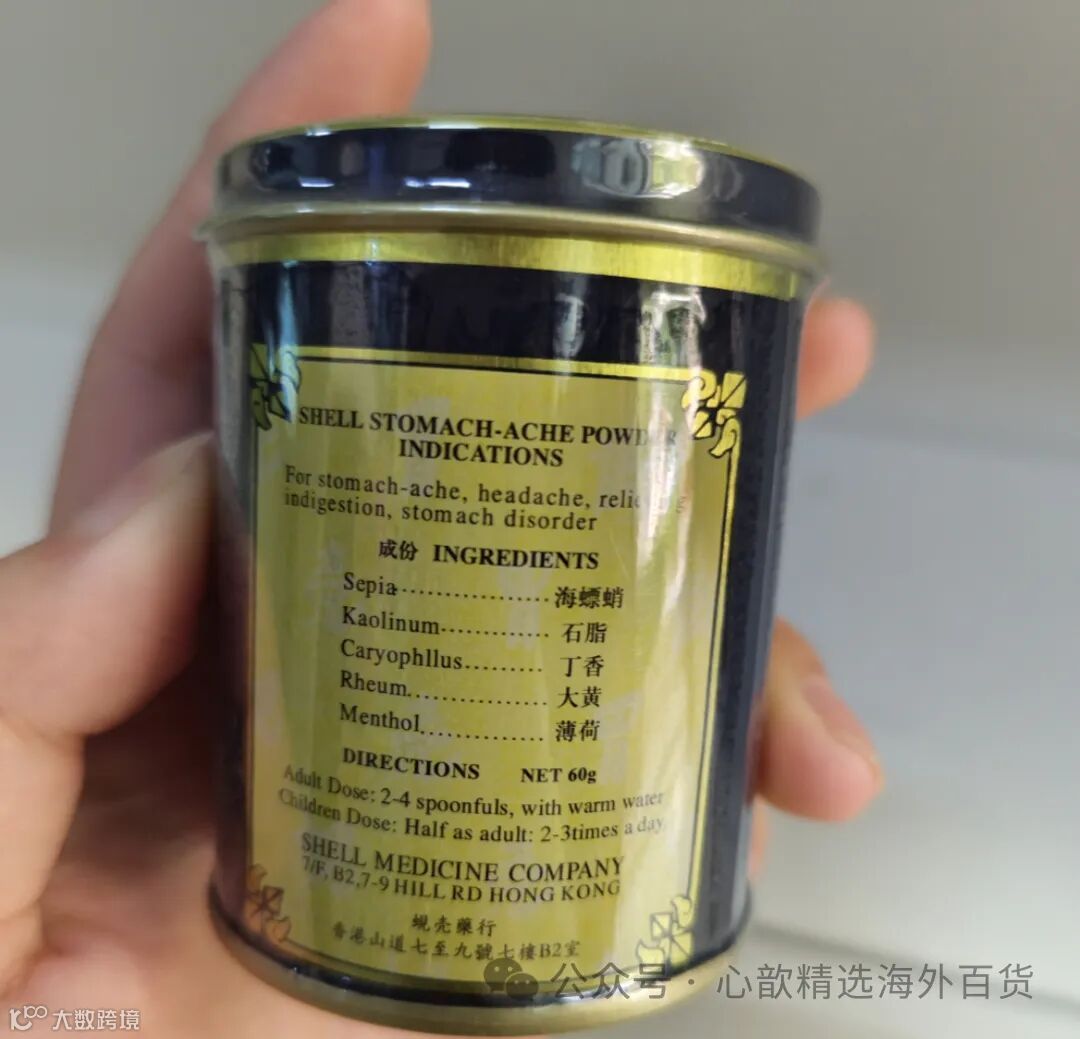 SHELL STOMACH-ACHE POWDER
INDICATIONS
For stomach-ache, headache, relieving
indigestion, stomach disorder
成份 INGREDIENTS
Sepia..................海螵蛸
Kaolinum.............石脂
Caryophllus.........丁香
Rheum................大黄
Menthol..............薄荷
DIRECTIONS NET 60g
Adult Dose: 2-4 spoonfuls, with warm water
Children Dose: Half as adult: 2-3times a day.
SHELL MEDICINE COMPANY
7/F, B2,7-9 HILL RD HONG KONG
蜆壳藥行
香港山道七至九號七樓B2室
公众号·心歆精选海外百货
大数跨境